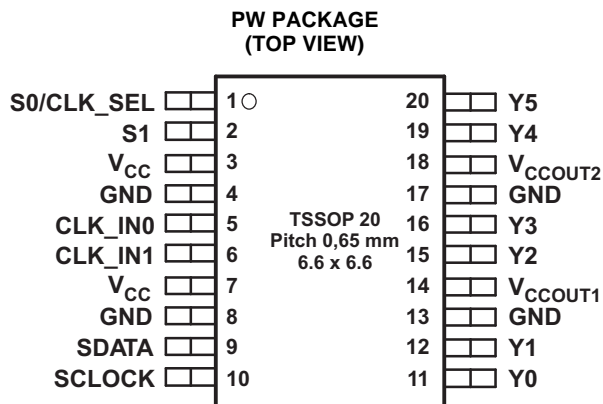 PW PACKAGE
(TOP VIEW)
S0/CLK_SEL 1 20 Y5
S1 2 19 Y4
VCC 3 18 VCCOUT2
GND 4 17 GND
CLK_IN0 5 16 Y3
CLK_IN1 6 15 Y2
VCC 7 14 VCCOUT1
GND 8 13 GND
SDATA 9 12 Y1
SCLOCK 10 11 Y0
TSSOP 20
Pitch 0,65 mm
6.6 x 6.6